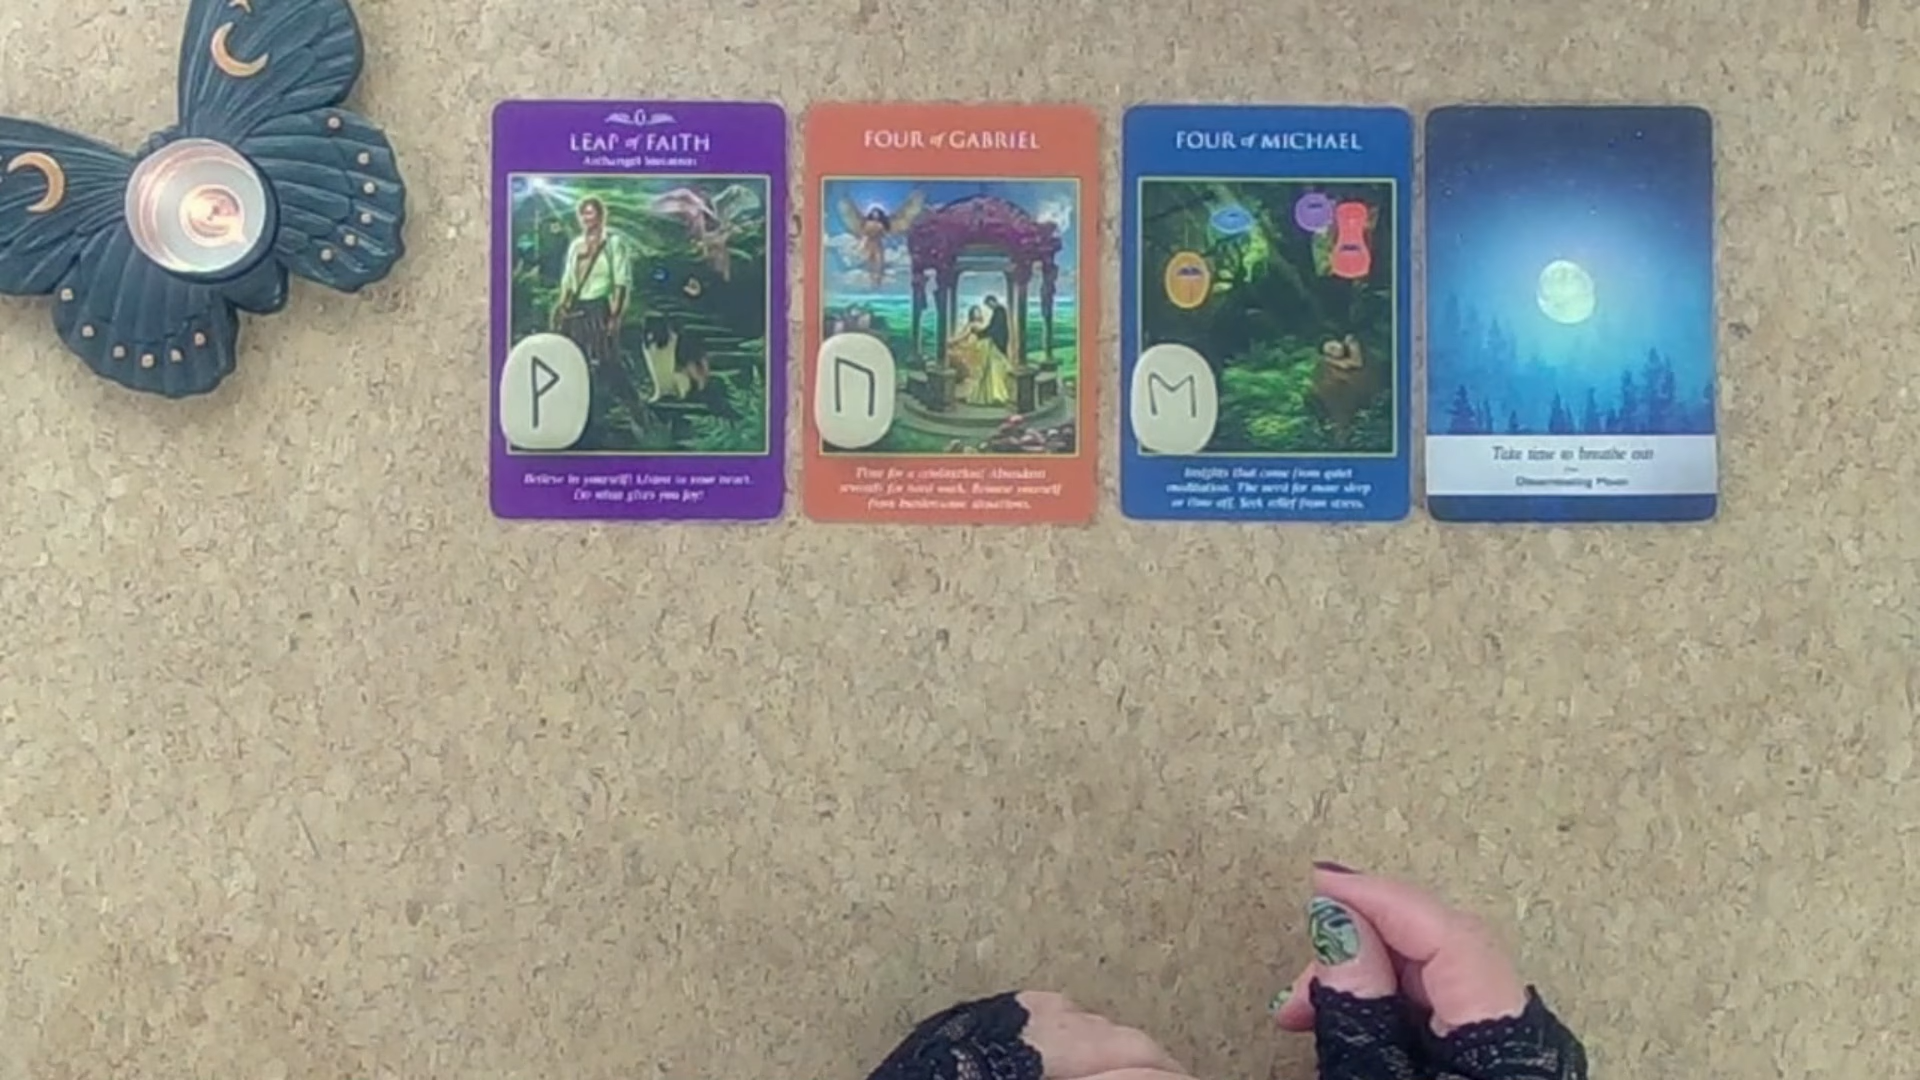 0
LEAP of FAITH
FOUR of GABRIEL
FOUR of MICHAEL
ᚹ
ᚢ
ᛖ
Believe in yourself! Listen to your heart.
Do what gives you joy!
Time for a celebration! Abundant
rewards for hard work. Remove yourself
from burdensome situations.
Insights that come from quiet
meditation. The need for more sleep
or time off. Seek relief from stress.
Take time to breathe out
Disseminating Moon